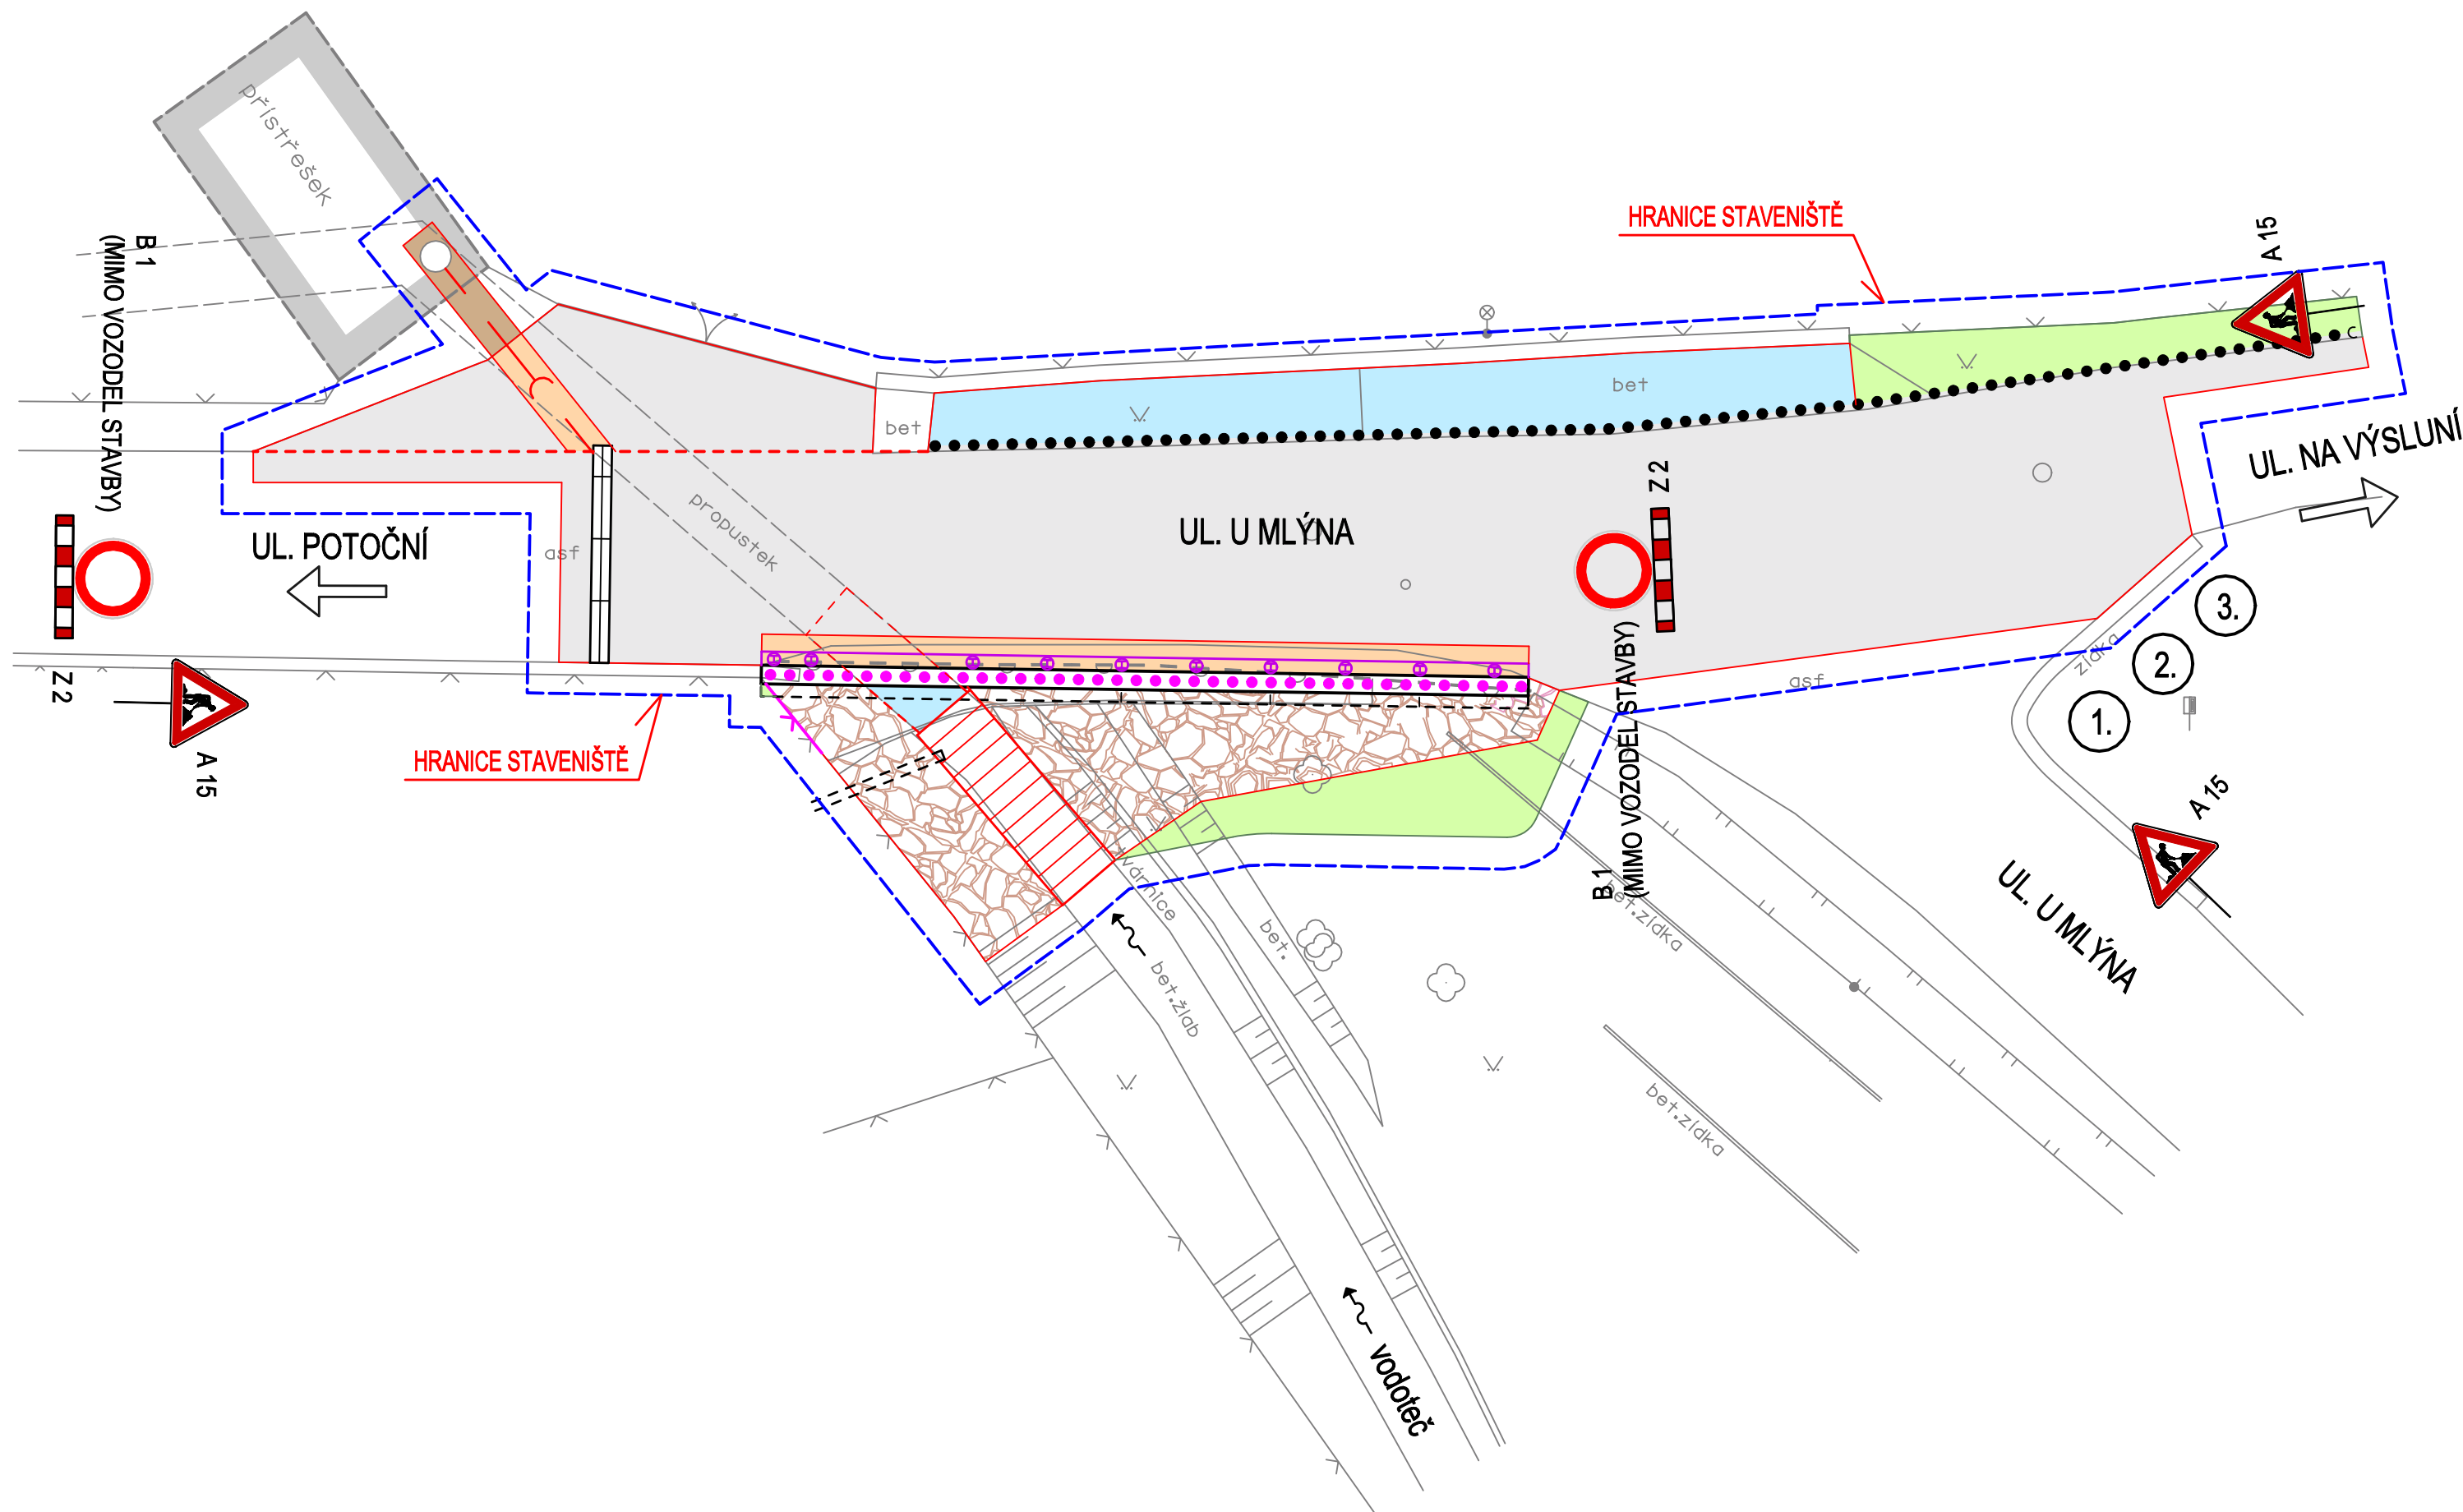 přístřešek
HRANICE STAVENIŠTĚ
A 15
B 1
(MIMO VOZODEL STAVBY)
bet
bet
UL. NA VÝSLUNÍ
Z 2
propustek
UL. U MLÝNA
UL. POTOČNÍ
asf
3.
2.
1.
zídka
asf
Z 2
A 15
HRANICE STAVENIŠTĚ
B 1
(MIMO VOZODEL STAVBY)
A 15
UL. U MLÝNA
tvárnice
bet.
bet.zídka
bet.žlab
bet.zídka
vodoteč